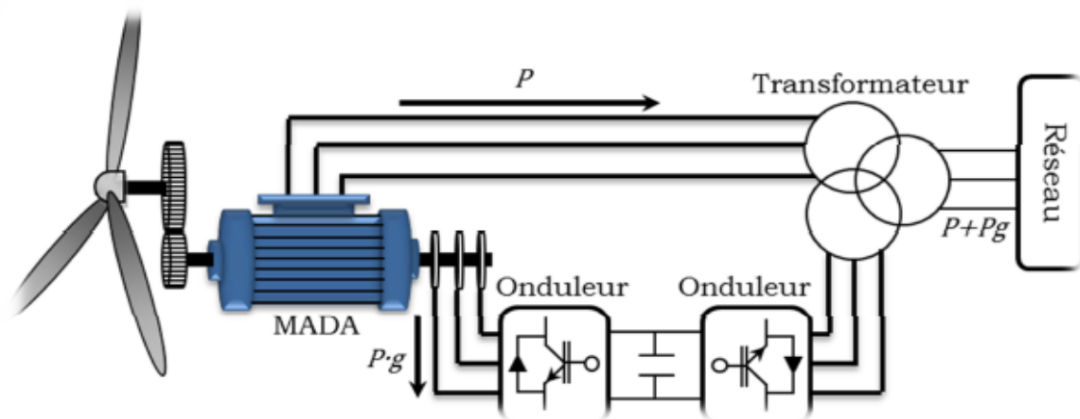 P
Transformateur
Réseau
P+Pg
Onduleur
Onduleur
MADA
P·g